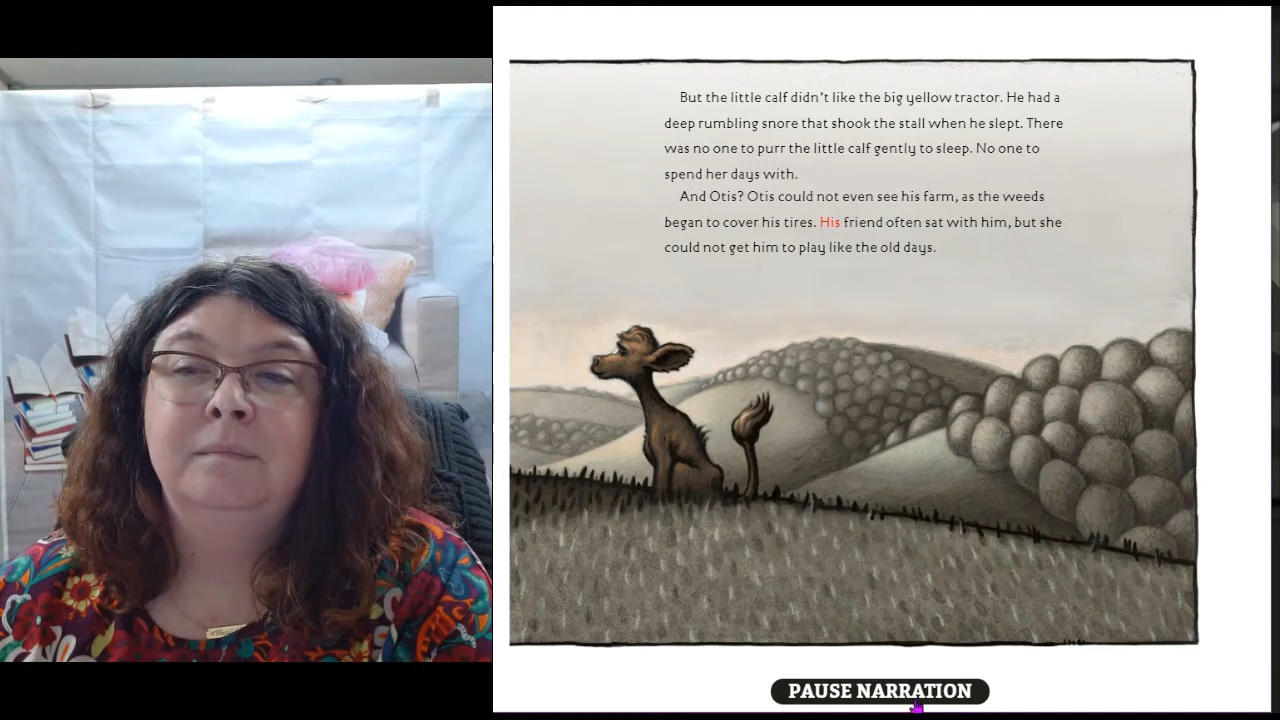 But the little calf didn't like the big yellow tractor. He had a
deep rumbling snore that shook the stall when he slept. There
was no one to purr the little calf gently to sleep. No one to
spend her days with.
And Otis? Otis could not even see his farm, as the weeds
began to cover his tires. His friend often sat with him, but she
could not get him to play like the old days.
PAUSE NARRATION